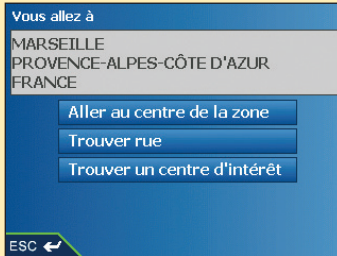 Vous allez à
MARSEILLE
PROVENCE-ALPES-CÔTE D'AZUR
FRANCE
Aller au centre de la zone
Trouver rue
Trouver un centre d'intérêt
ESC